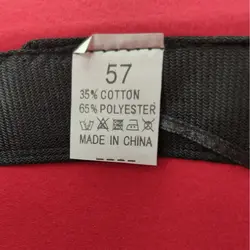 57
35% COTTON
65% POLYESTER
MADE IN CHINA